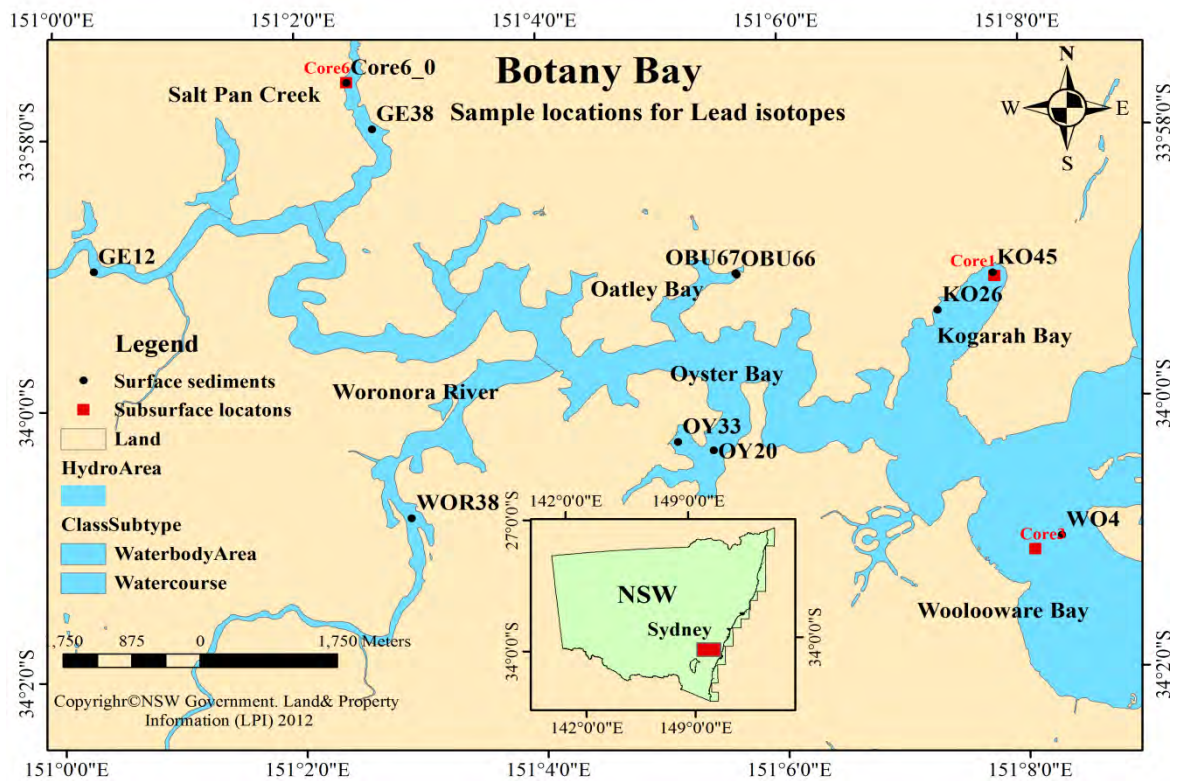 151°0'0"E 151°2'0"E 151°4'0"E 151°6'0"E 151°8'0"E
Botany Bay
Sample locations for Lead isotopes
N
W E
S
Core6 Core6_0
Salt Pan Creek
GE38
33°58'0"S
33°58'0"S
GE12
OBU67OBU66
Oatley Bay
Core1 KO45
KO26
Kogarah Bay
Legend
Surface sediments
Subsurface locatons
Land
HydroArea
ClassSubtype
WaterbodyArea
Watercourse
Woronora River
Oyster Bay
34°0'0"S
34°0'0"S
OY33
OY20
WOR38
WO4
Woolooware Bay
142°0'0"E 149°0'0"E
27°0'0"S
NSW
Sydney
34°0'0"S
34°0'0"S
142°0'0"E 149°0'0"E
,750 875 0 1,750 Meters
34°2'0"S
34°2'0"S
Copyright©NSW Government. Land& Property
Information (LPI) 2012
151°0'0"E 151°2'0"E 151°4'0"E 151°6'0"E 151°8'0"E